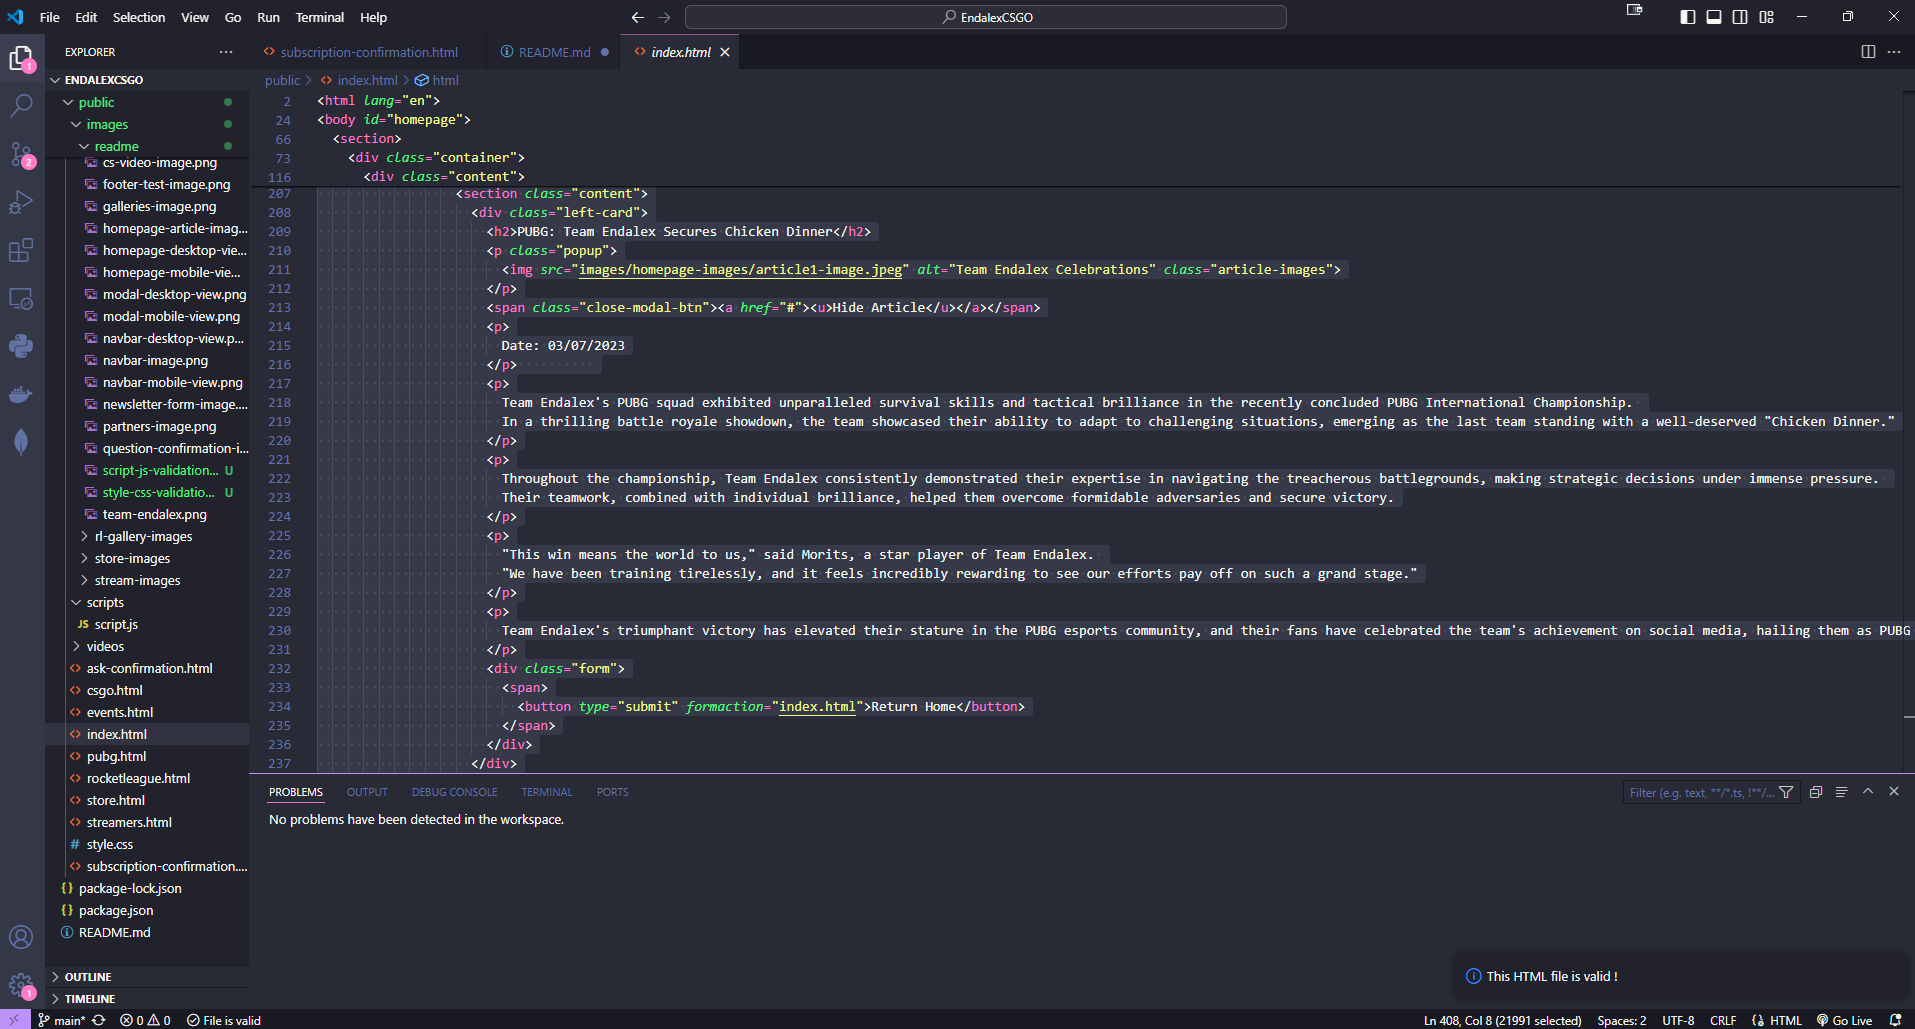 File Edit Selection View Go Run Terminal Help
EndalexCSGO
EXPLORER
subscription-confirmation.html
README.md
index.html
ENDALEXCSGO
public
images
readme
cs-video-image.png
footer-test-image.png
galleries-image.png
homepage-article-imag...
homepage-desktop-vie...
homepage-mobile-vie...
modal-desktop-view.png
modal-mobile-view.png
navbar-desktop-view.p...
navbar-image.png
navbar-mobile-view.png
newsletter-form-image....
partners-image.png
question-confirmation-i...
script-js-validation... U
style-css-validatio... U
team-endalex.png
rl-gallery-images
store-images
stream-images
scripts
JS script.js
videos
ask-confirmation.html
csgo.html
events.html
index.html
pubg.html
rocketleague.html
store.html
streamers.html
# style.css
subscription-confirmation....
{} package-lock.json
{} package.json
README.md
OUTLINE
TIMELINE
1
2
1
public > index.html > html
2 <html lang="en">
24 <body id="homepage">
66 <section>
73 <div class="container">
116 <div class="content">
207 <section class="content">
208 <div class="left-card">
209 <h2>PUBG: Team Endalex Secures Chicken Dinner</h2>
210 <p class="popup">
211 <img src="images/homepage-images/article1-image.jpeg" alt="Team Endalex Celebrations" class="article-images">
212 </p>
213 <span class="close-modal-btn"><a href="#"><u>Hide Article</u></a></span>
214 <p>
215 Date: 03/07/2023
216 </p>
217 <p>
218 Team Endalex's PUBG squad exhibited unparalleled survival skills and tactical brilliance in the recently concluded PUBG International Championship.
219 In a thrilling battle royale showdown, the team showcased their ability to adapt to challenging situations, emerging as the last team standing with a well-deserved "Chicken Dinner."
220 </p>
221 <p>
222 Throughout the championship, Team Endalex consistently demonstrated their expertise in navigating the treacherous battlegrounds, making strategic decisions under immense pressure.
223 Their teamwork, combined with individual brilliance, helped them overcome formidable adversaries and secure victory.
224 </p>
225 <p>
226 "This win means the world to us," said Morits, a star player of Team Endalex.
227 "We have been training tirelessly, and it feels incredibly rewarding to see our efforts pay off on such a grand stage."
228 </p>
229 <p>
230 Team Endalex's triumphant victory has elevated their stature in the PUBG esports community, and their fans have celebrated the team's achievement on social media, hailing them as PUBG
231 </p>
232 <div class="form">
233 <span>
234 <button type="submit" formaction="index.html">Return Home</button>
235 </span>
236 </div>
237 </div>
PROBLEMS OUTPUT DEBUG CONSOLE TERMINAL PORTS
Filter (e.g. text, **/*.ts, !**/...
No problems have been detected in the workspace.
This HTML file is valid !
main* 0 0 File is valid
Ln 408, Col 8 (21991 selected) Spaces: 2 UTF-8 CRLF {} HTML Go Live